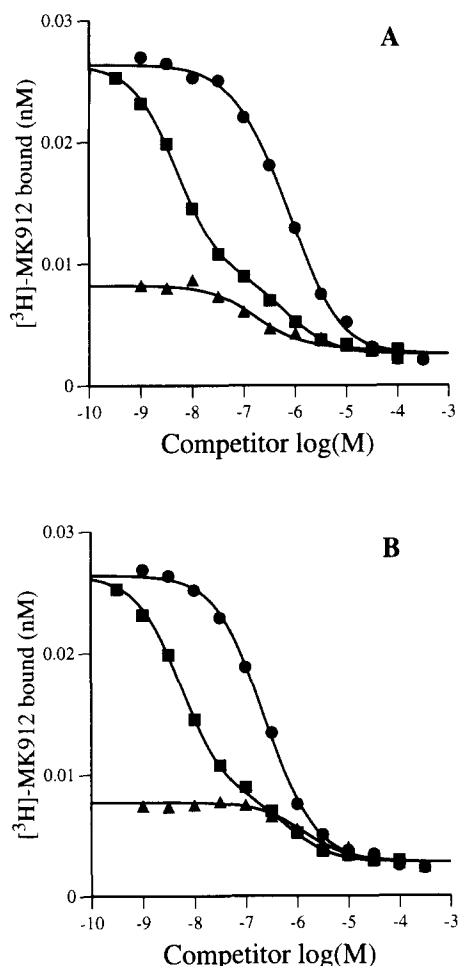 A
0.03
0.02
0.01
0
[³H]-MK912 bound (nM)
-10 -9 -8 -7 -6 -5 -4 -3
Competitor log(M)
B
0.03
0.02
0.01
0
[³H]-MK912 bound (nM)
-10 -9 -8 -7 -6 -5 -4 -3
Competitor log(M)